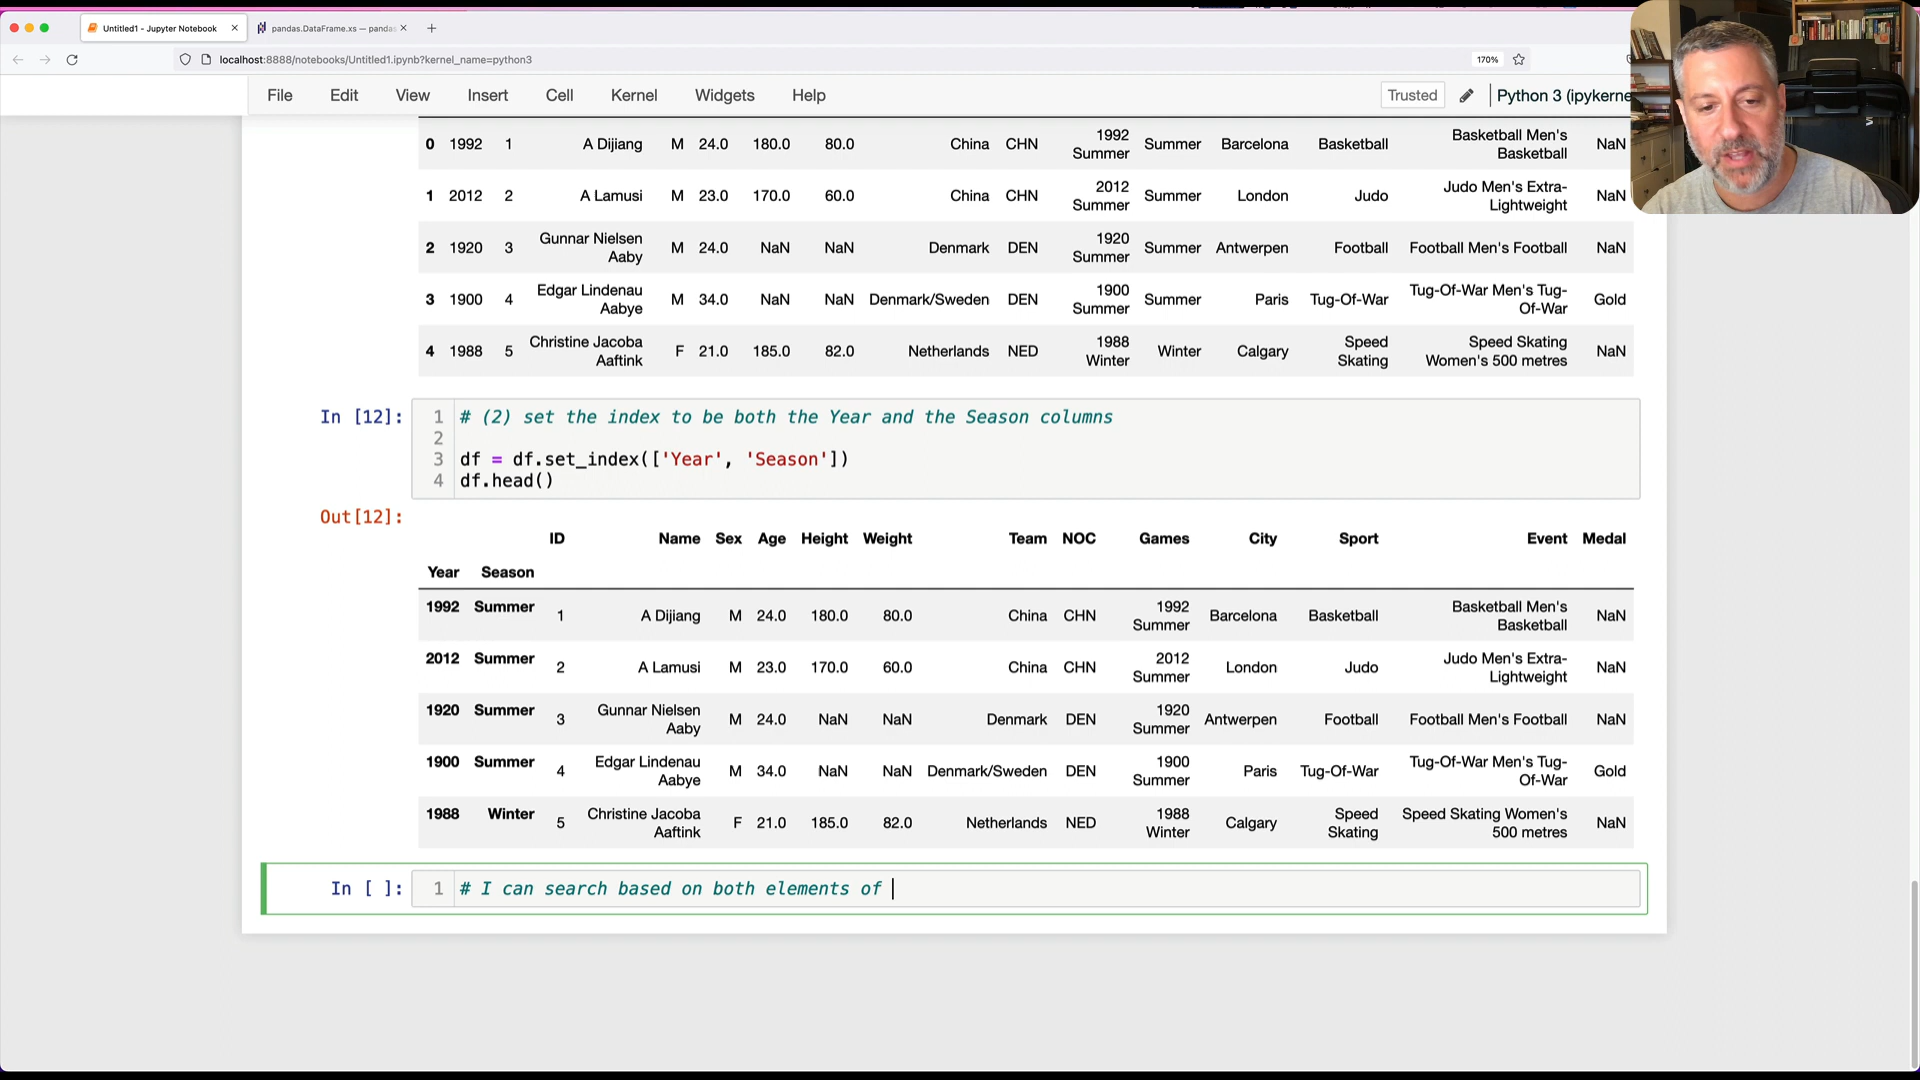 Untitled1 - Jupyter Notebook
pandas.DataFrame.xs — pandas
localhost:8888/notebooks/Untitled1.ipynb?kernel_name=python3
170%
File Edit View Insert Cell Kernel Widgets Help
Trusted
Python 3 (ipykerne
0 1992 1 A Dijiang M 24.0 180.0 80.0 China CHN 1992 Summer Summer Barcelona Basketball Basketball Men's Basketball NaN
1 2012 2 A Lamusi M 23.0 170.0 60.0 China CHN 2012 Summer Summer London Judo Judo Men's Extra-Lightweight NaN
2 1920 3 Gunnar Nielsen Aaby M 24.0 NaN NaN Denmark DEN 1920 Summer Summer Antwerpen Football Football Men's Football NaN
3 1900 4 Edgar Lindenau Aabye M 34.0 NaN NaN Denmark/Sweden DEN 1900 Summer Summer Paris Tug-Of-War Tug-Of-War Men's Tug-Of-War Gold
4 1988 5 Christine Jacoba Aaftink F 21.0 185.0 82.0 Netherlands NED 1988 Winter Winter Calgary Speed Skating Speed Skating Women's 500 metres NaN
In [12]:
1 # (2) set the index to be both the Year and the Season columns
2
3 df = df.set_index(['Year', 'Season'])
4 df.head()
Out[12]:
ID Name Sex Age Height Weight Team NOC Games City Sport Event Medal
Year Season
1992 Summer 1 A Dijiang M 24.0 180.0 80.0 China CHN 1992 Summer Barcelona Basketball Basketball Men's Basketball NaN
2012 Summer 2 A Lamusi M 23.0 170.0 60.0 China CHN 2012 Summer London Judo Judo Men's Extra-Lightweight NaN
1920 Summer 3 Gunnar Nielsen Aaby M 24.0 NaN NaN Denmark DEN 1920 Summer Antwerpen Football Football Men's Football NaN
1900 Summer 4 Edgar Lindenau Aabye M 34.0 NaN NaN Denmark/Sweden DEN 1900 Summer Paris Tug-Of-War Tug-Of-War Men's Tug-Of-War Gold
1988 Winter 5 Christine Jacoba Aaftink F 21.0 185.0 82.0 Netherlands NED 1988 Winter Calgary Speed Skating Speed Skating Women's 500 metres NaN
In [ ]:
1 # I can search based on both elements of